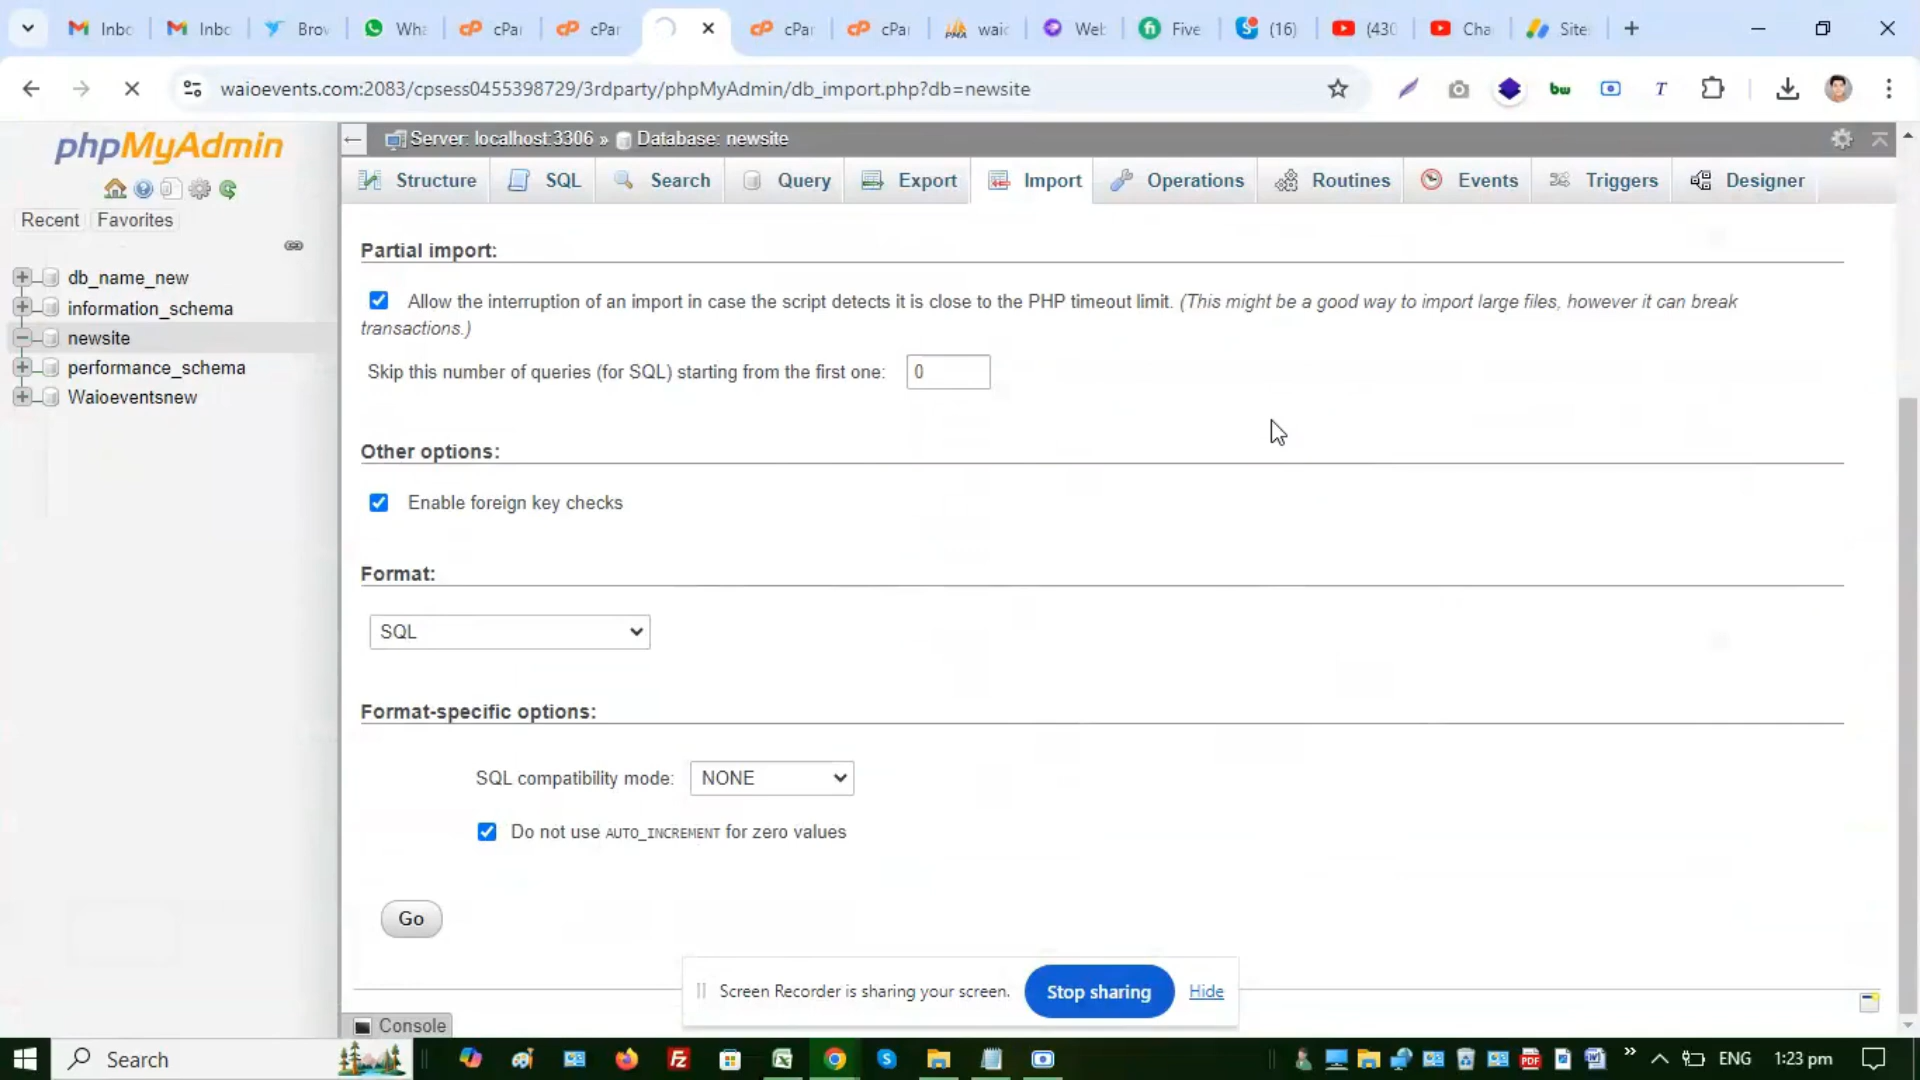 Inbc
Inbc
Brov
Wha
cPai
cPar
cPar
cPai
waic
Wet
Five
(16)
(430
Cha
Site
waioevents.com:2083/cpsess0455398729/3rdparty/phpMyAdmin/db_import.php?db=newsite
bw
T
phpMyAdmin
Recent
Favorites
db_name_new
information_schema
newsite
performance_schema
Waioeventsnew
Server: localhost:3306 » Database: newsite
Structure
SQL
Search
Query
Export
Import
Operations
Routines
Events
Triggers
Designer
Partial import:
Allow the interruption of an import in case the script detects it is close to the PHP timeout limit. (This might be a good way to import large files, however it can break
transactions.)
Skip this number of queries (for SQL) starting from the first one: 0
Other options:
Enable foreign key checks
Format:
SQL
Format-specific options:
SQL compatibility mode: NONE
Do not use AUTO_INCREMENT for zero values
Go
Screen Recorder is sharing your screen.
Stop sharing
Hide
Console
Search
ENG
1:23 pm